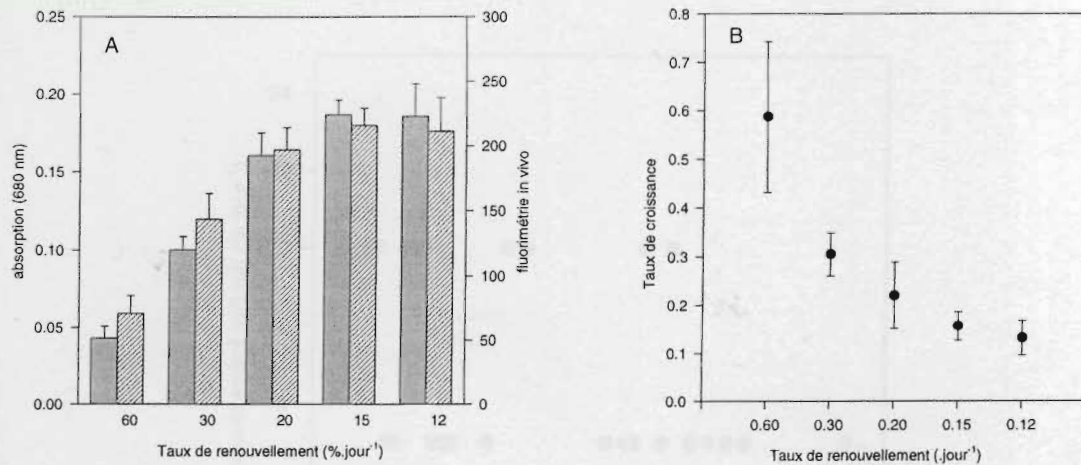 A
0.25
0.20
0.15
0.10
0.05
0.00
absorption (680 nm)
300
250
200
150
100
50
0
fluorimétrie in vivo
60 30 20 15 12
Taux de renouvellement (%.jour⁻¹)
B
0.8
0.7
0.6
0.5
0.4
0.3
0.2
0.1
0.0
Taux de croissance
0.60 0.30 0.20 0.15 0.12
Taux de renouvellement (.jour⁻¹)